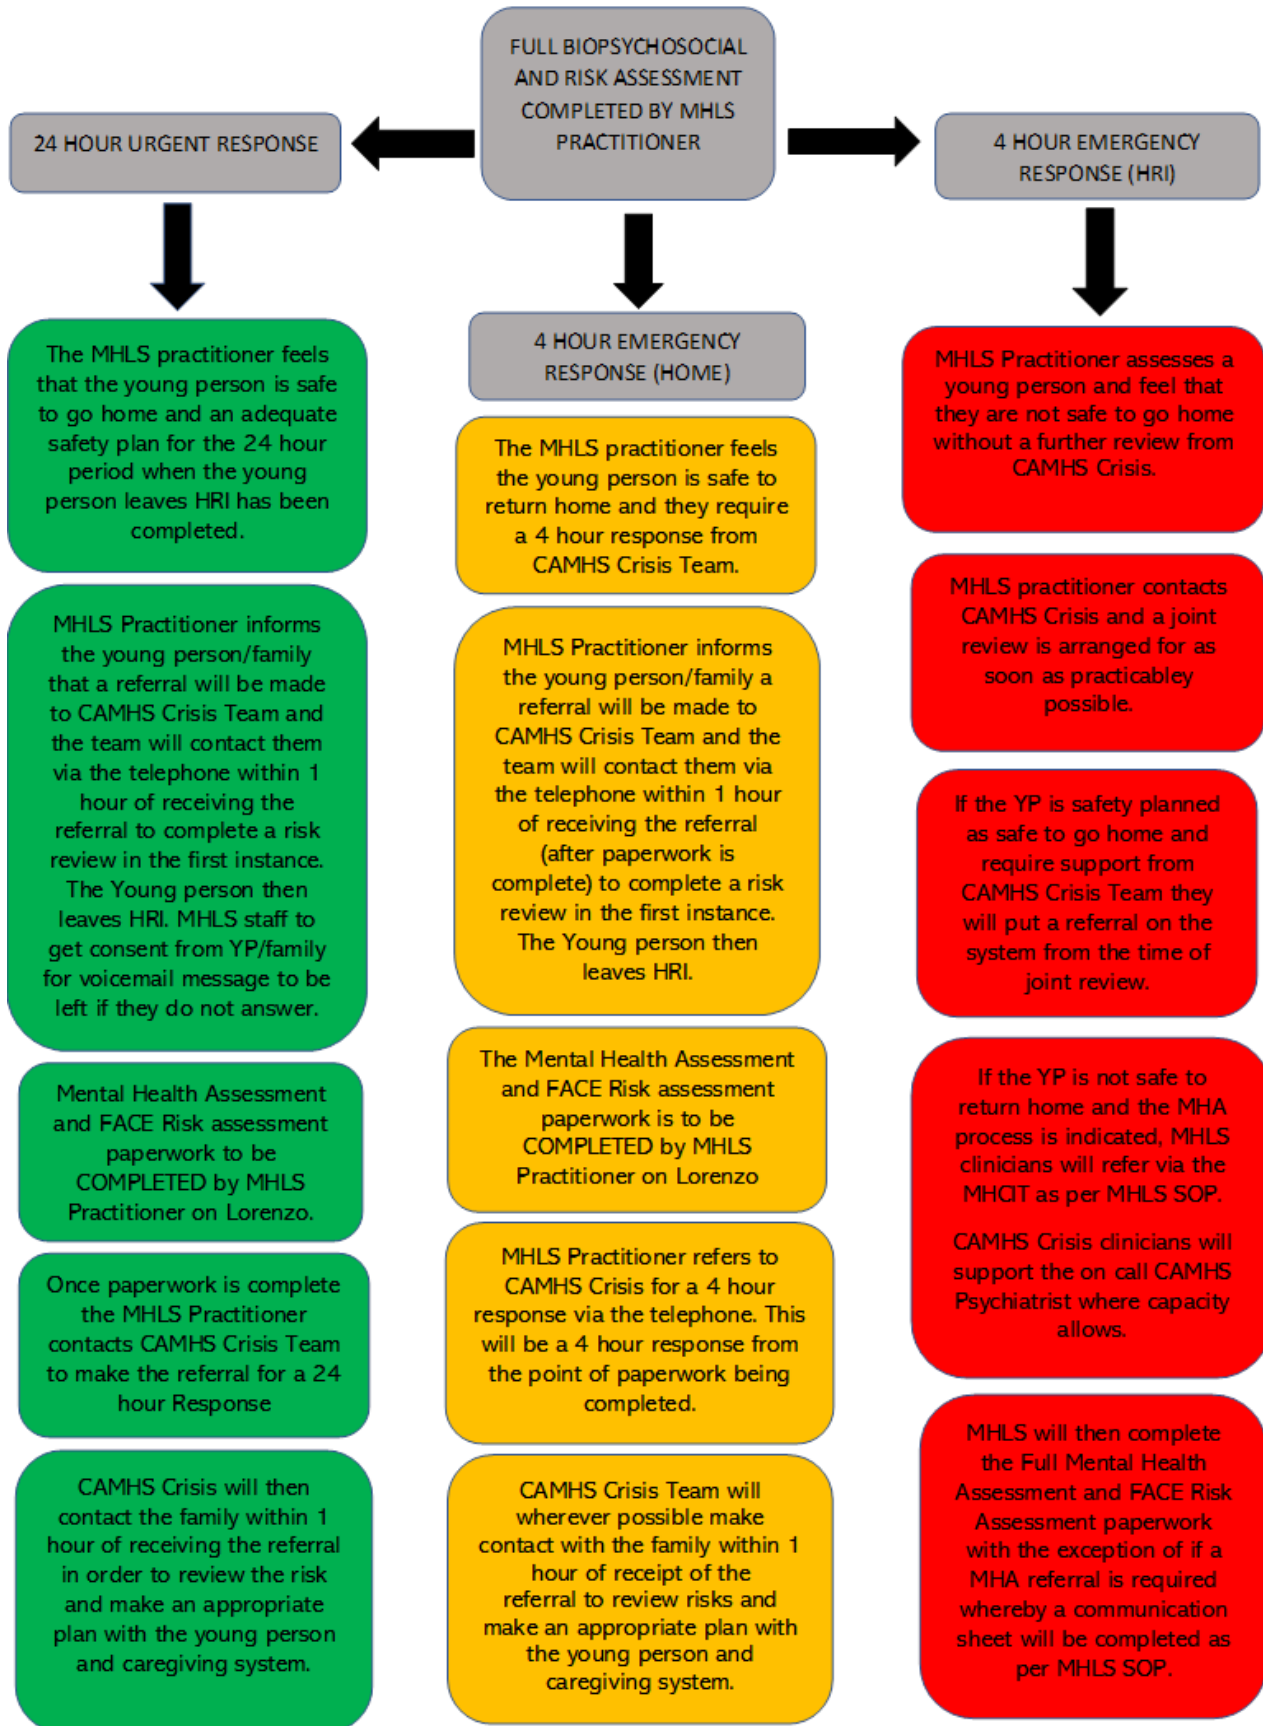 FULL BIOPSYCHOSOCIAL
AND RISK ASSESSMENT
COMPLETED BY MHLS
PRACTITIONER
24 HOUR URGENT RESPONSE
The MHLS practitioner feels
that the young person is safe
to go home and an adequate
safety plan for the 24 hour
period when the young
person leaves HRI has been
completed.
MHLS Practitioner informs
the young person/family
that a referral will be made
to CAMHS Crisis Team and
the team will contact them
via the telephone within 1
hour of receiving the
referral to complete a risk
review in the first instance.
The Young person then
leaves HRI. MHLS staff to
get consent from YP/family
for voicemail message to be
left if they do not answer.
Mental Health Assessment
and FACE Risk assessment
paperwork to be
COMPLETED by MHLS
Practitioner on Lorenzo.
Once paperwork is complete
the MHLS Practitioner
contacts CAMHS Crisis Team
to make the referral for a 24
hour Response
CAMHS Crisis will then
contact the family within 1
hour of receiving the referral
in order to review the risk
and make an appropriate
plan with the young person
and caregiving system.
4 HOUR EMERGENCY
RESPONSE (HOME)
The MHLS practitioner feels
the young person is safe to
return home and they require
a 4 hour response from
CAMHS Crisis Team.
MHLS Practitioner informs
the young person/family a
referral will be made to
CAMHS Crisis Team and the
team will contact them via
the telephone within 1 hour
of receiving the referral
(after paperwork is
complete) to complete a risk
review in the first instance.
The Young person then
leaves HRI.
The Mental Health Assessment
and FACE Risk assessment
paperwork is to be
COMPLETED by MHLS
Practitioner on Lorenzo
MHLS Practitioner refers to
CAMHS Crisis for a 4 hour
response via the telephone. This
will be a 4 hour response from
the point of paperwork being
completed.
CAMHS Crisis Team will
wherever possible make
contact with the family within 1
hour of receipt of the
referral to review risks and
make an appropriate plan with
the young person and
caregiving system.
4 HOUR EMERGENCY
RESPONSE (HRI)
MHLS Practitioner assesses a
young person and feel that
they are not safe to go home
without a further review from
CAMHS Crisis.
MHLS practitioner contacts
CAMHS Crisis and a joint
review is arranged for as
soon as practicabley
possible.
If the YP is safety planned
as safe to go home and
require support from
CAMHS Crisis Team they
will put a referral on the
system from the time of
joint review.
If the YP is not safe to
return home and the MHA
process is indicated, MHLS
clinicians will refer via the
MHCIT as per MHLS SOP.
CAMHS Crisis clinicians will
support the on call CAMHS
Psychiatrist where capacity
allows.
MHLS will then complete
the Full Mental Health
Assessment and FACE Risk
Assessment paperwork
with the exception of if a
MHA referral is required
whereby a communication
sheet will be completed as
per MHLS SOP.